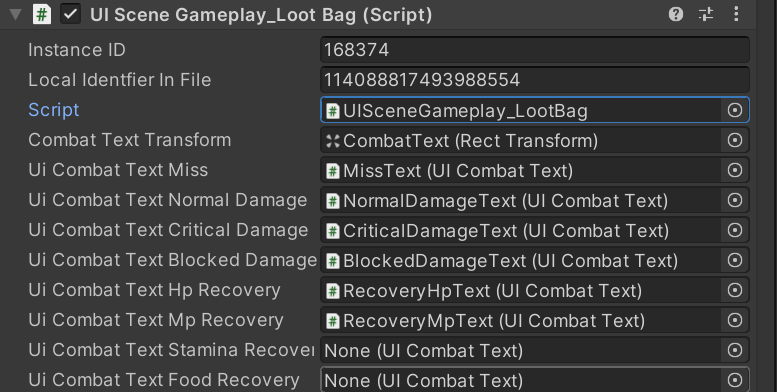 UI Scene Gameplay_Loot Bag (Script)
Instance ID 168374
Local Identfier In File 114088817493988554
Script UISceneGameplay_LootBag
Combat Text Transform CombatText (Rect Transform)
Ui Combat Text Miss MissText (UI Combat Text)
Ui Combat Text Normal Damage NormalDamageText (UI Combat Text)
Ui Combat Text Critical Damage CriticalDamageText (UI Combat Text)
Ui Combat Text Blocked Damage BlockedDamageText (UI Combat Text)
Ui Combat Text Hp Recovery RecoveryHpText (UI Combat Text)
Ui Combat Text Mp Recovery RecoveryMpText (UI Combat Text)
Ui Combat Text Stamina Recover None (UI Combat Text)
Ui Combat Text Food Recovery None (UI Combat Text)